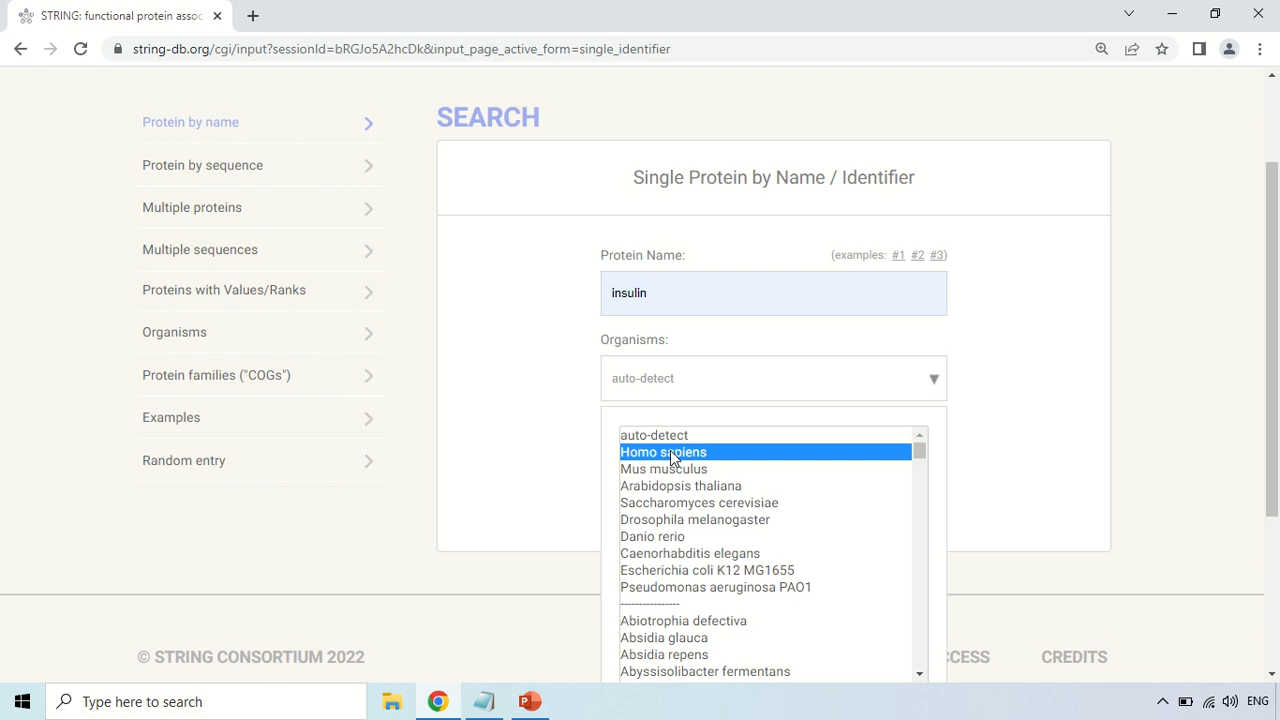 STRING: functional protein assoc
string-db.org/cgi/input?sessionId=bRGJo5A2hcDk&input_page_active_form=single_identifier
Protein by name
Protein by sequence
Multiple proteins
Multiple sequences
Proteins with Values/Ranks
Organisms
Protein families ("COGs")
Examples
Random entry
SEARCH
Single Protein by Name / Identifier
Protein Name:
(examples: #1 #2 #3)
insulin
Organisms:
auto-detect
auto-detect
Homo sapiens
Mus musculus
Arabidopsis thaliana
Saccharomyces cerevisiae
Drosophila melanogaster
Danio rerio
Caenorhabditis elegans
Escherichia coli K12 MG1655
Pseudomonas aeruginosa PAO1
----------------
Abiotrophia defectiva
Absidia glauca
Absidia repens
Abyssisolibacter fermentans
© STRING CONSORTIUM 2022
CESS
CREDITS
Type here to search
ENG